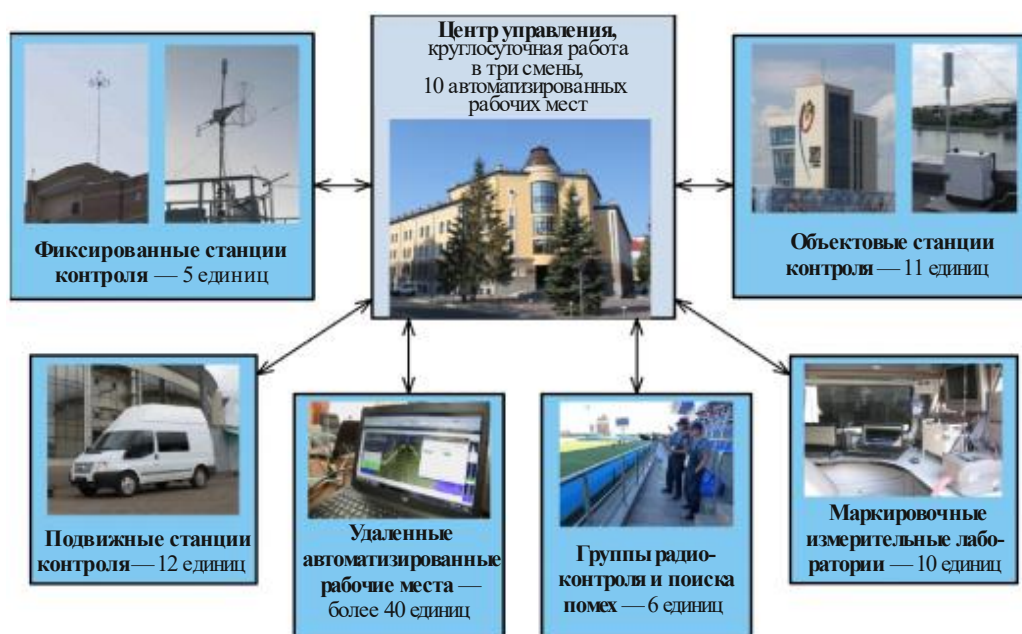 Центр управления,
круглосуточная работа
в три смены,
10 автоматизированных
рабочих мест
Фиксированные станции
контроля — 5 единиц
Объектовые станции
контроля — 11 единиц
Подвижные станции
контроля — 12 единиц
Удаленные
автоматизированные
рабочие места —
более 40 единиц
Группы радио-
контроля и поиска
помех — 6 единиц
Маркировочные
измерительные лабо-
ратории — 10 единиц